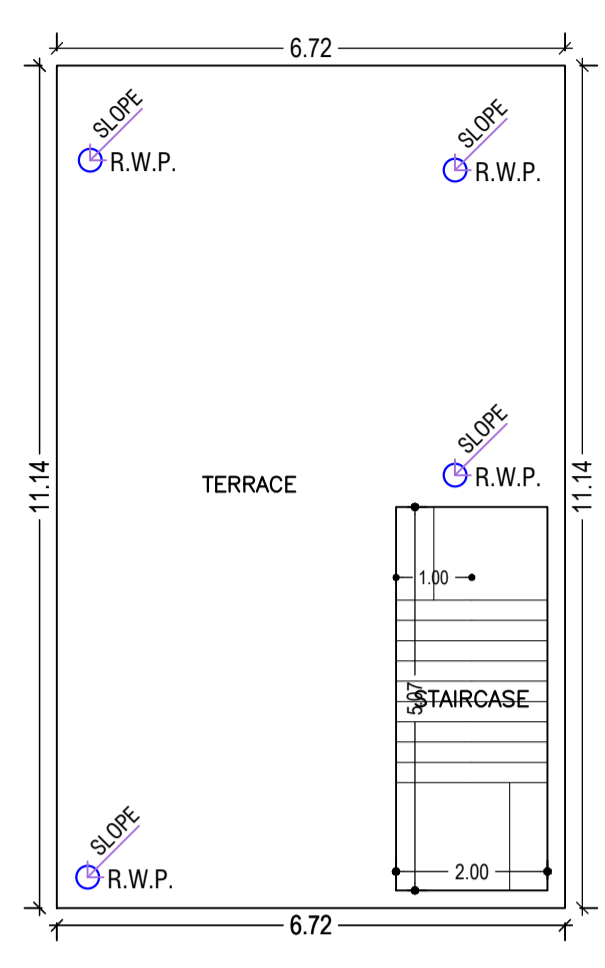 6.72
SLOPE
R.W.P.
SLOPE
R.W.P.
SLOPE
R.W.P.
TERRACE
11.14
11.14
1.00
5.07
STAIRCASE
SLOPE
R.W.P.
2.00
6.72